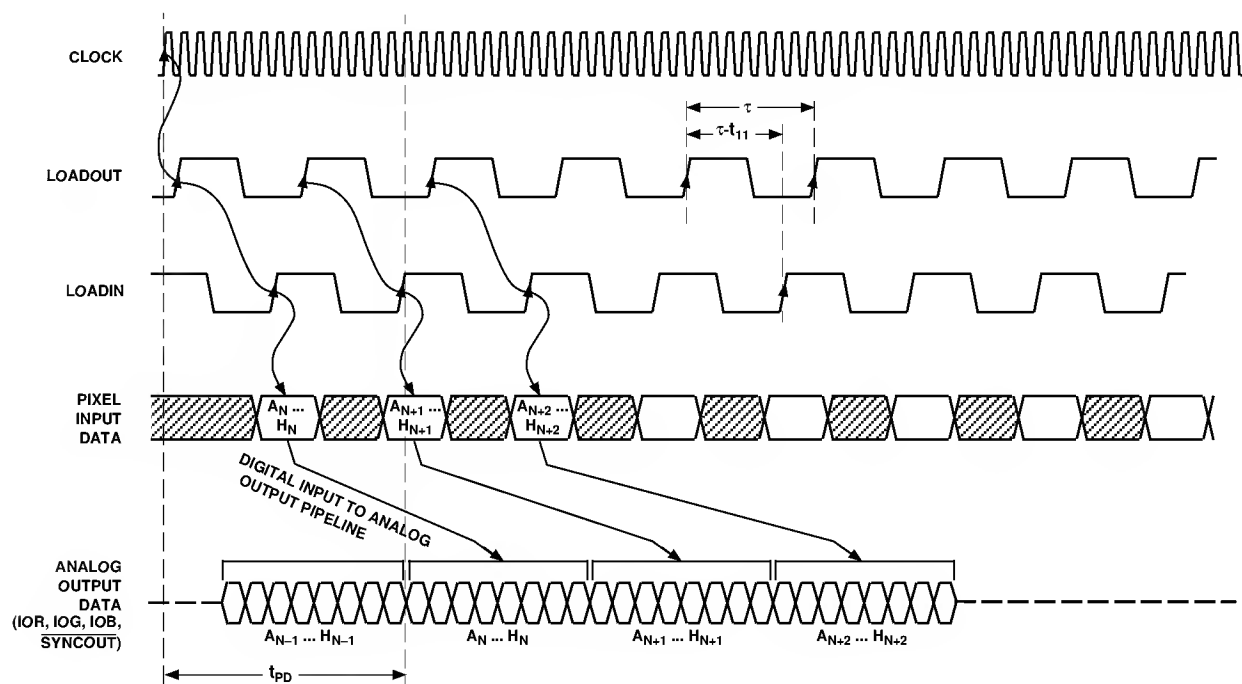 CLOCK
τ
τ-t11
LOADOUT
LOADIN
PIXEL
INPUT
DATA
AN ...
HN
AN+1 ...
HN+1
AN+2 ...
HN+2
DIGITAL INPUT TO ANALOG
OUTPUT PIPELINE
ANALOG
OUTPUT
DATA
(IOR, IOG, IOB,
SYNCOUT)
AN–1 ... HN–1
AN ... HN
AN+1 ... HN+1
AN+2 ... HN+2
tPD